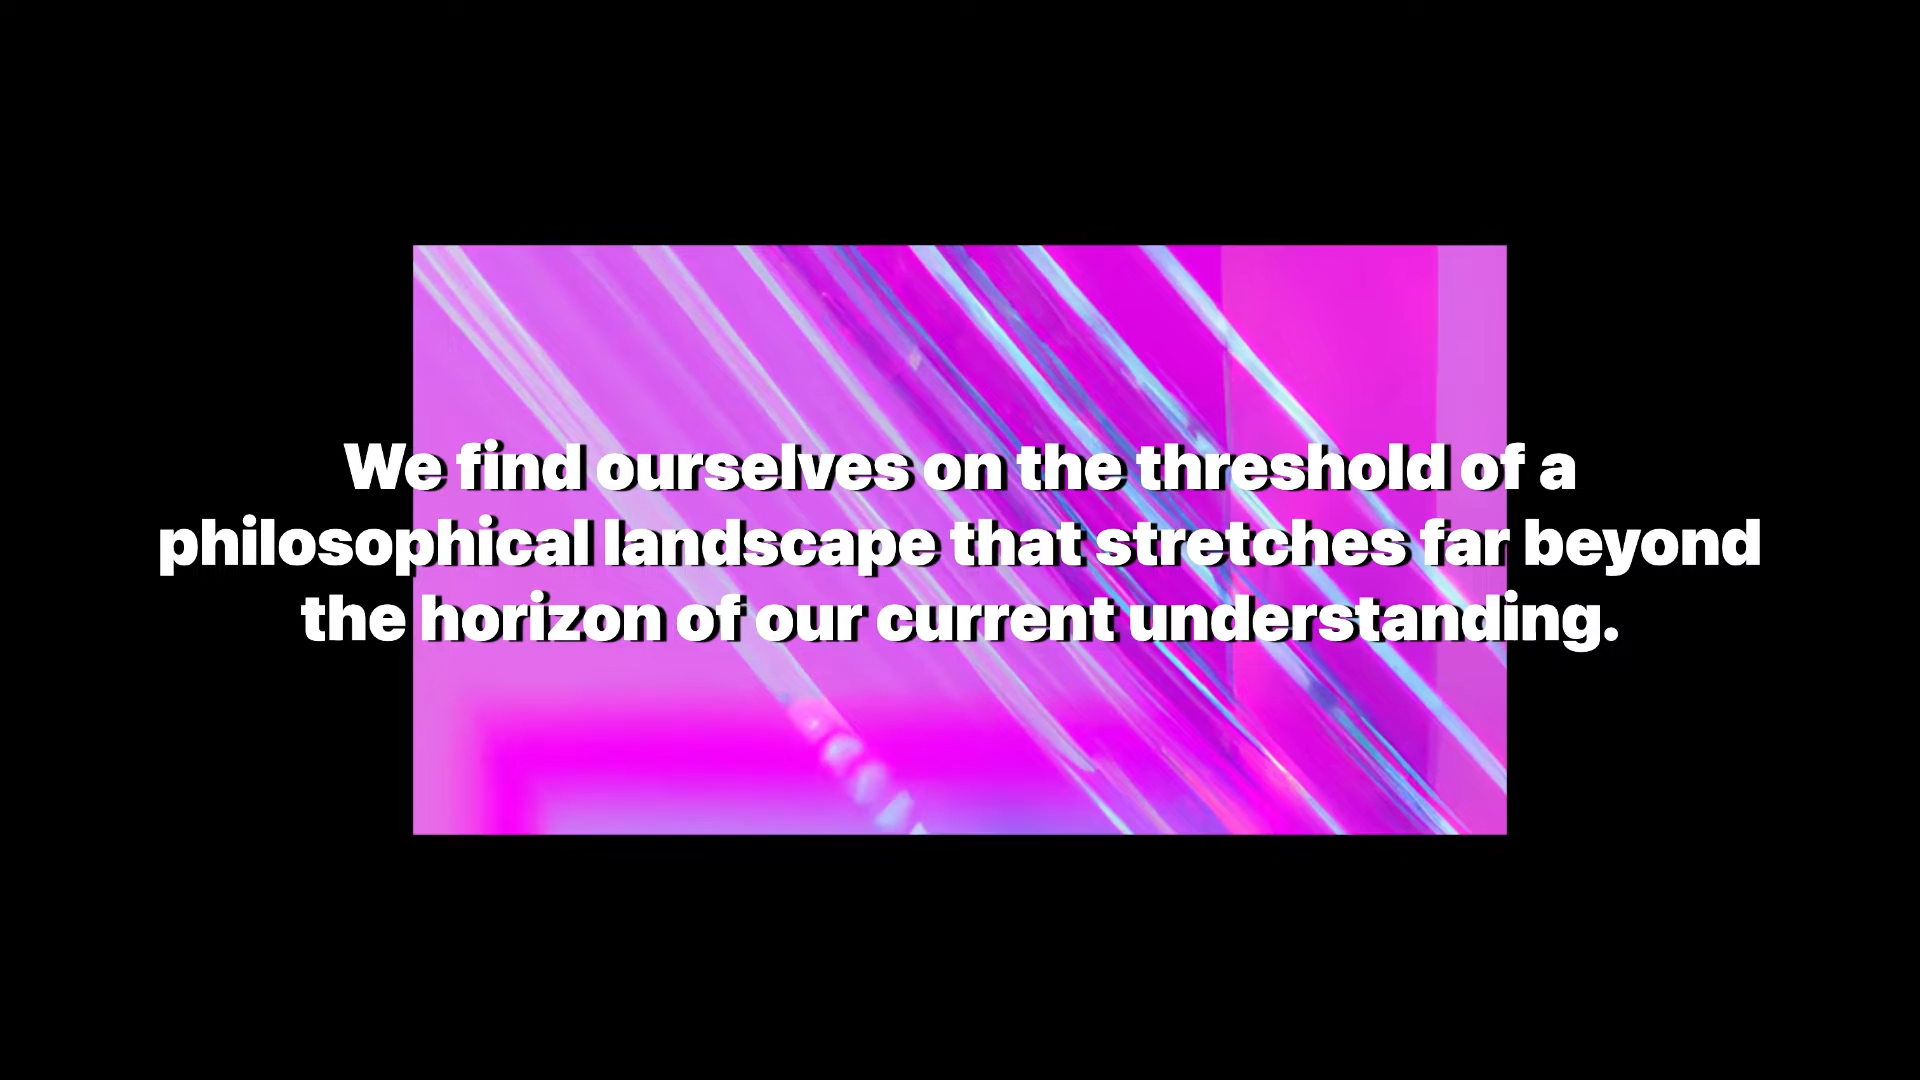 We find ourselves on the threshold of a
philosophical landscape that stretches far beyond
the horizon of our current understanding.